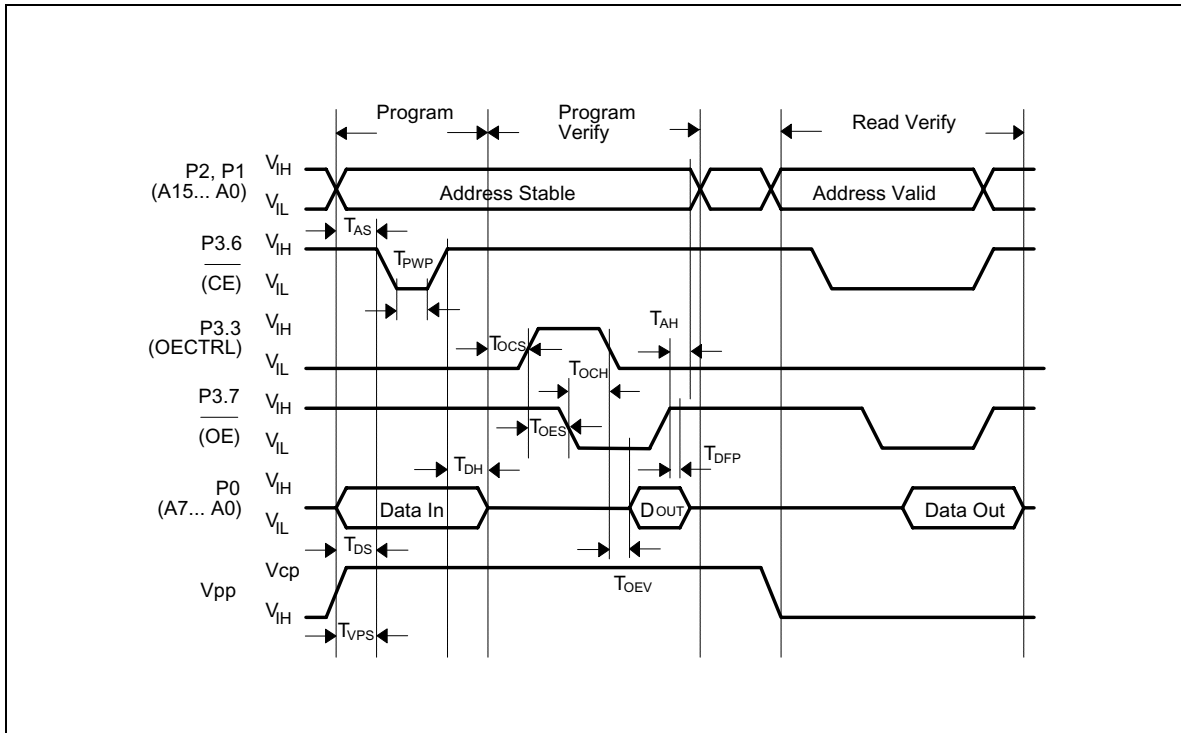 Program
Program
Verify
Read Verify
P2, P1
(A15... A0)
VIH
VIL
Address Stable
Address Valid
TAS
P3.6
(CE)
VIH
VIL
TPWP
P3.3
(OECTRL)
VIH
VIL
TOCS
TAH
TOCH
P3.7
(OE)
VIH
VIL
TOES
TDFP
TDH
P0
(A7... A0)
VIH
VIL
Data In
DOUT
Data Out
TDS
Vpp
Vcp
VIH
TOEV
TVPS